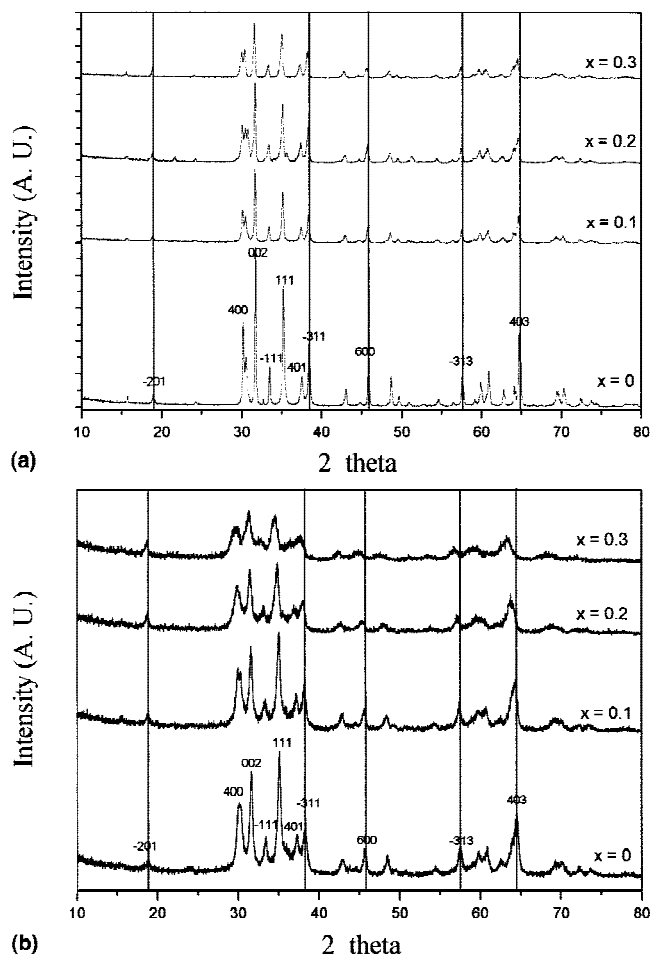 x = 0.3
x = 0.2
x = 0.1
x = 0
Intensity (A. U.)
-201
400
002
-111
111
401
-311
600
-313
403
10 20 30 40 50 60 70 80
2 theta
(a)
x = 0.3
x = 0.2
x = 0.1
x = 0
Intensity (A. U.)
-201
400
002
-111
111
401
-311
600
-313
403
10 20 30 40 50 60 70 80
2 theta
(b)